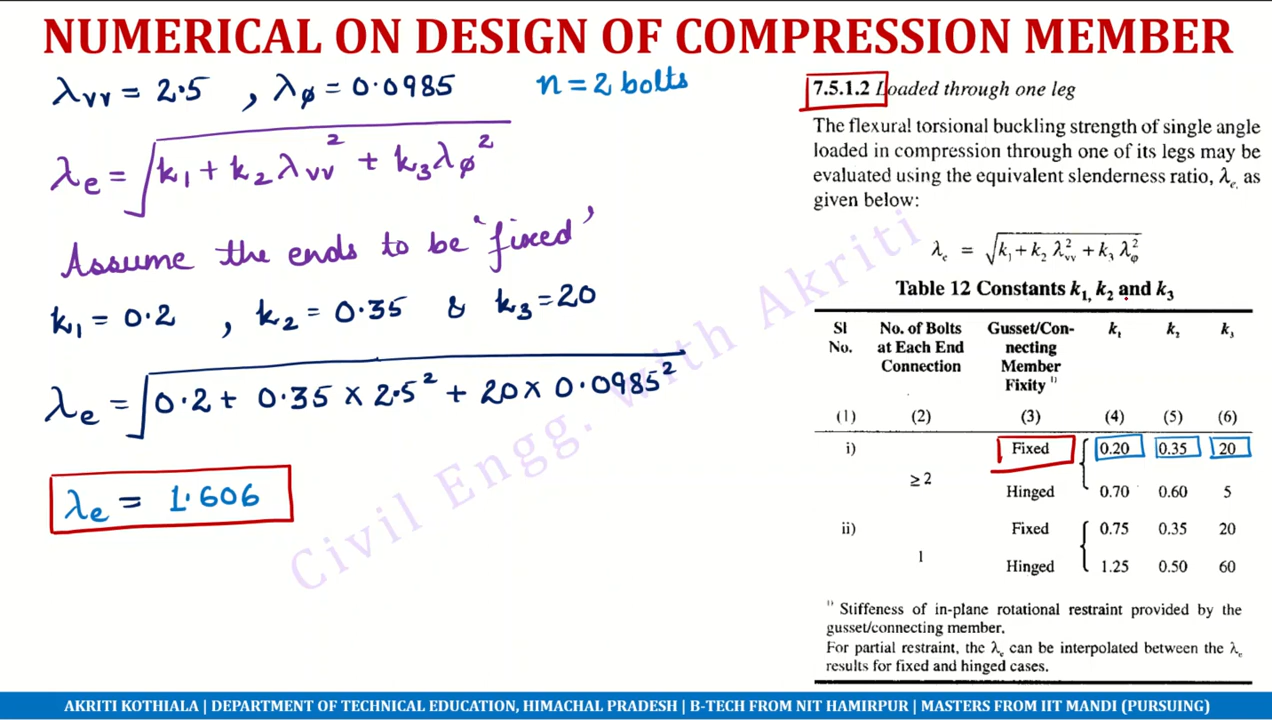 NUMERICAL ON DESIGN OF COMPRESSION MEMBER
λvv = 2.5 , λø = 0.0985 n = 2 bolts
λe = √(k1 + k2 λvv² + k3 λø²)
Assume the ends to be 'fixed'
k1 = 0.2 , k2 = 0.35 & k3 = 20
λe = √(0.2 + 0.35 × 2.5² + 20 × 0.0985²)
λe = 1.606
7.5.1.2 Loaded through one leg
The flexural torsional buckling strength of single angle
loaded in compression through one of its legs may be
evaluated using the equivalent slenderness ratio, λe, as
given below:
λe = √(k1 + k2 λ²vv + k3 λ²φ)
Table 12 Constants k1, k2 and k3
Sl No. of Bolts Gusset/Con- k1 k2 k3
No. at Each End necting
Connection Member
Fixity 1)
(1) (2) (3) (4) (5) (6)
i) Fixed 0.20 0.35 20
≥ 2
Hinged 0.70 0.60 5
ii) Fixed 0.75 0.35 20
1
Hinged 1.25 0.50 60
1) Stiffeness of in-plane rotational restraint provided by the
gusset/connecting member.
For partial restraint, the λe can be interpolated between the λe
results for fixed and hinged cases.
Civil Engg. with Akriti
AKRITI KOTHIALA | DEPARTMENT OF TECHNICAL EDUCATION, HIMACHAL PRADESH | B-TECH FROM NIT HAMIRPUR | MASTERS FROM IIT MANDI (PURSUING)